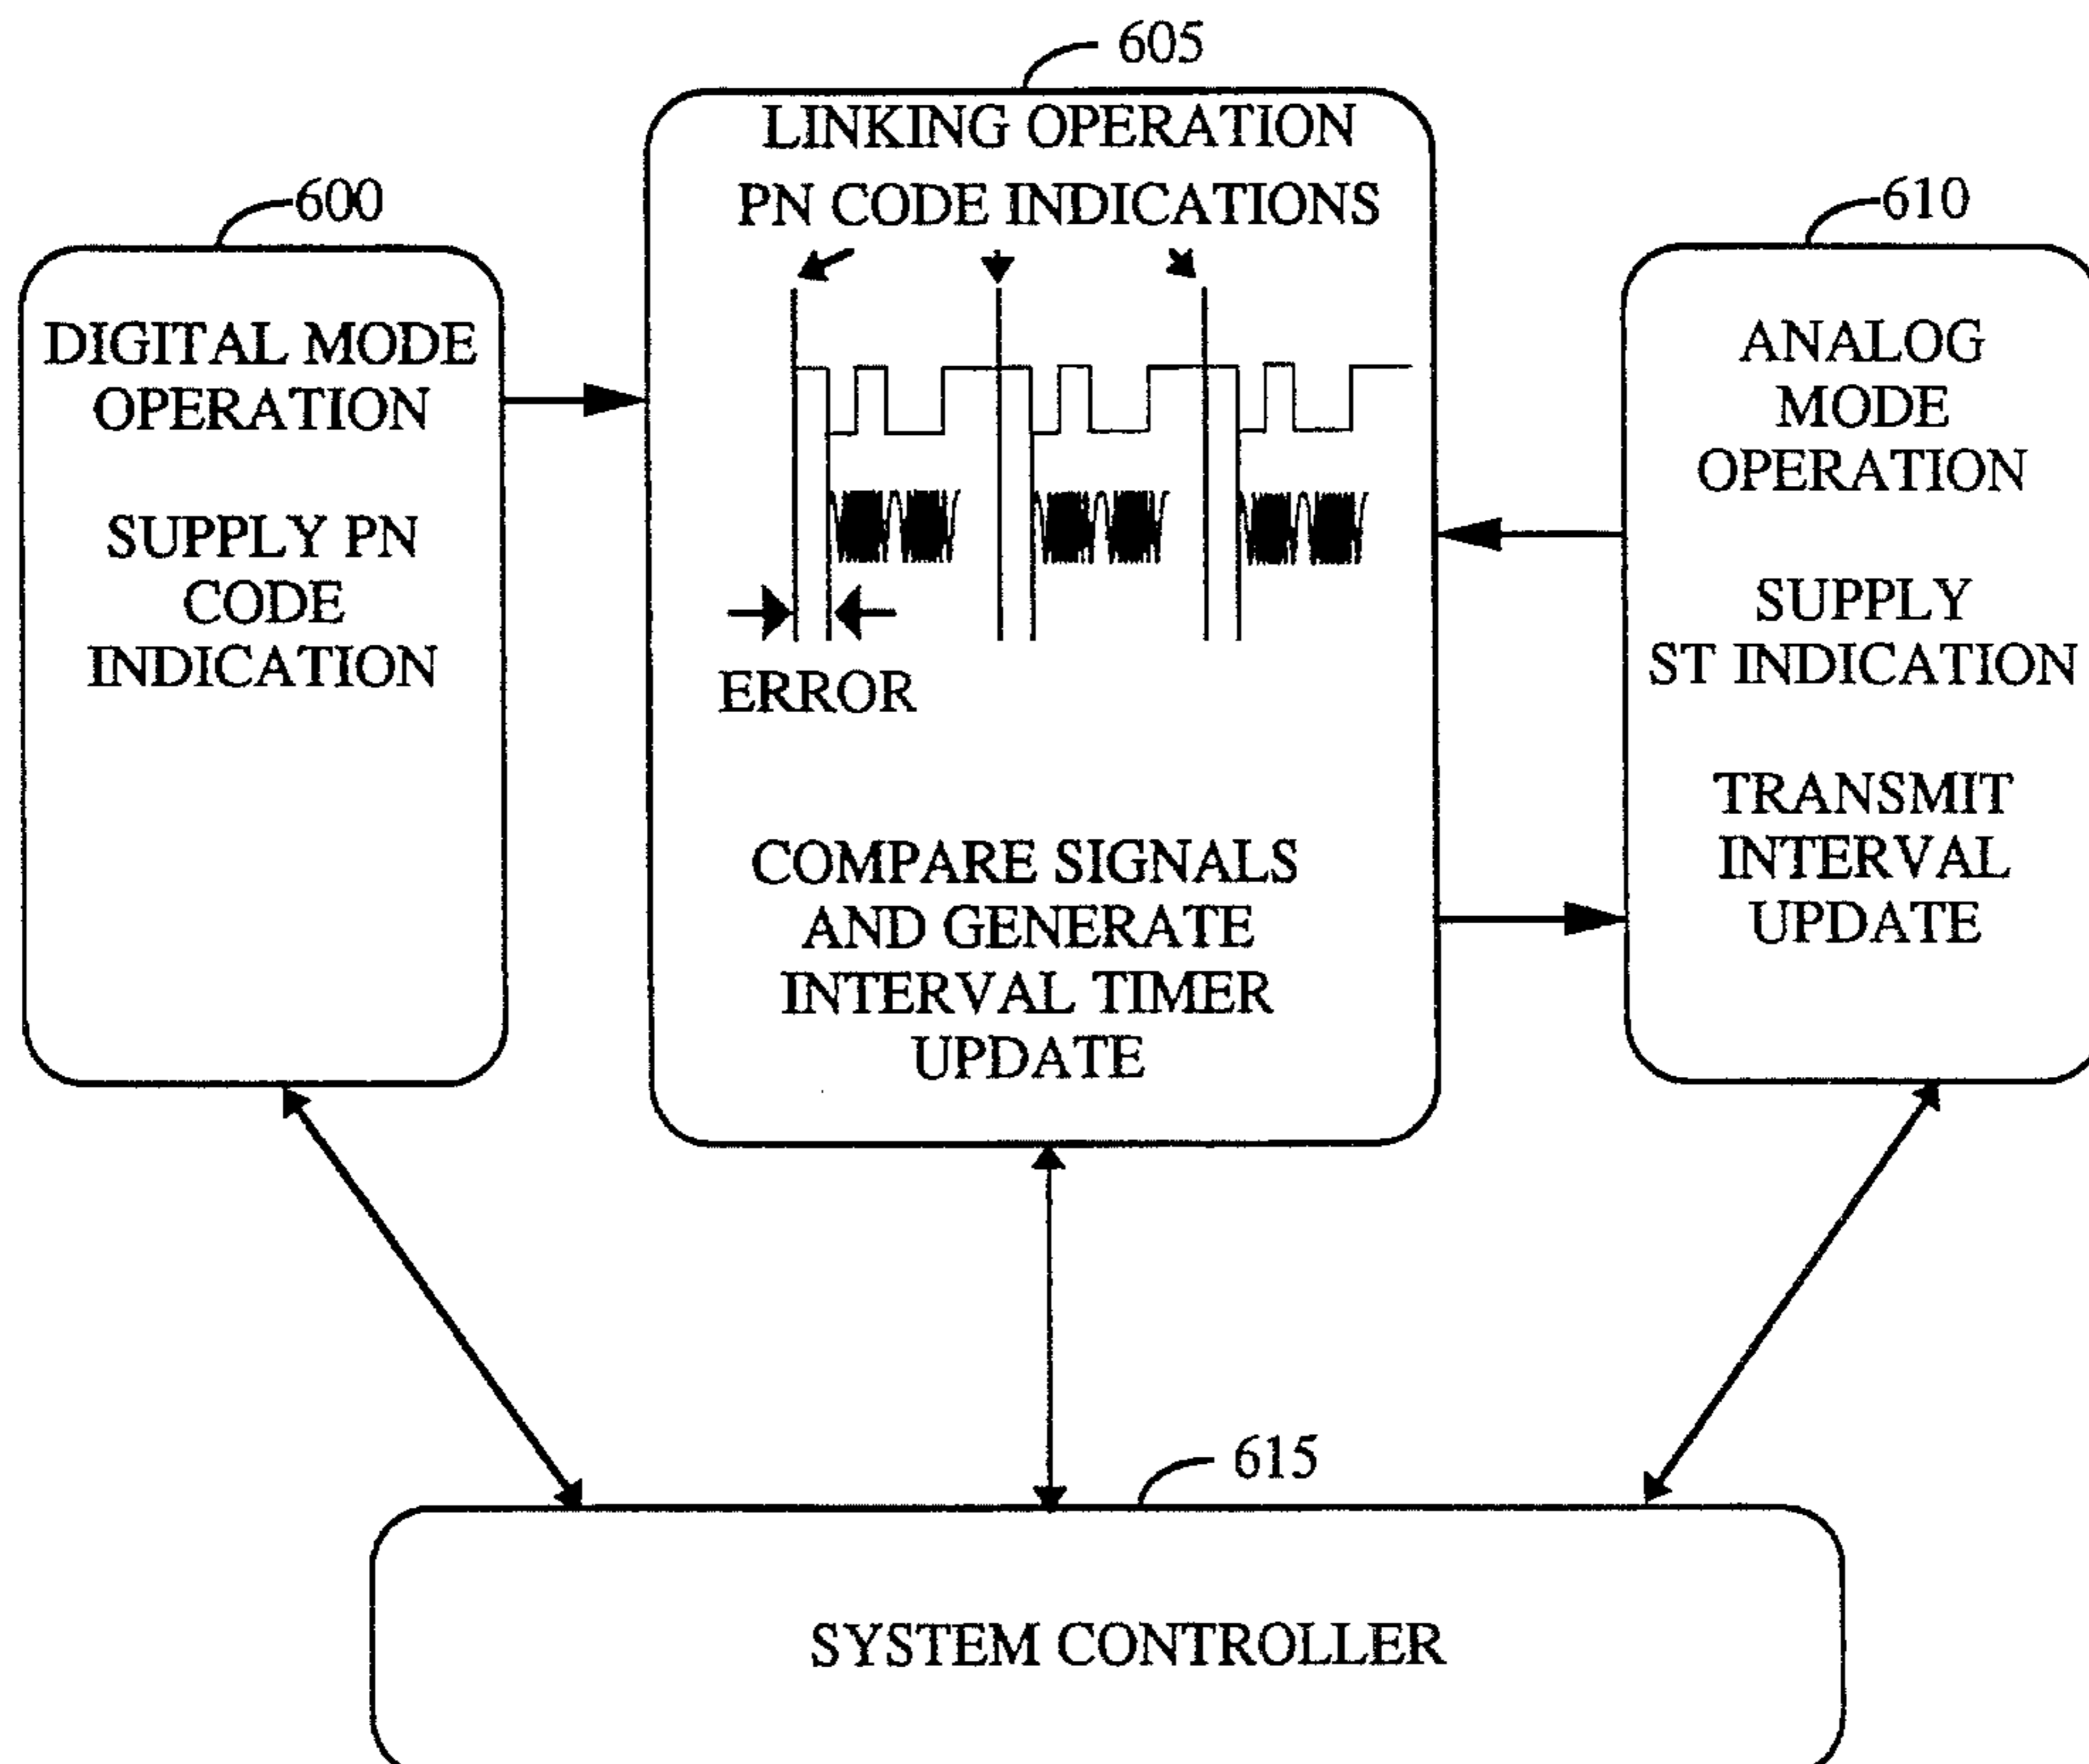 605
LINKING OPERATION
PN CODE INDICATIONS
ERROR
COMPARE SIGNALS
AND GENERATE
INTERVAL TIMER
UPDATE
600
DIGITAL MODE
OPERATION
SUPPLY PN
CODE
INDICATION
610
ANALOG
MODE
OPERATION
SUPPLY
ST INDICATION
TRANSMIT
INTERVAL
UPDATE
615
SYSTEM CONTROLLER